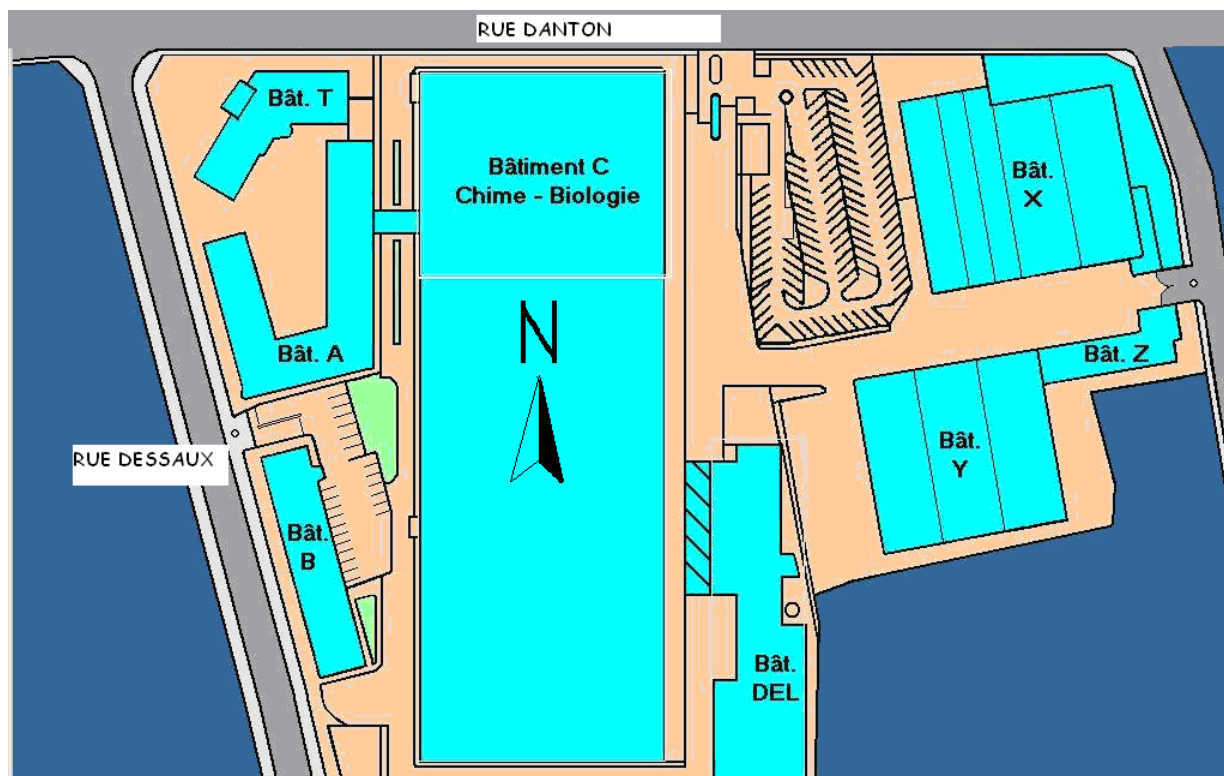 RUE DANTON
Bât. T
Bâtiment C
Chime - Biologie
Bât.
X
N
Bât. A
Bât. Z
RUE DESSAUX
Bât.
Y
Bât.
B
Bât.
DEL